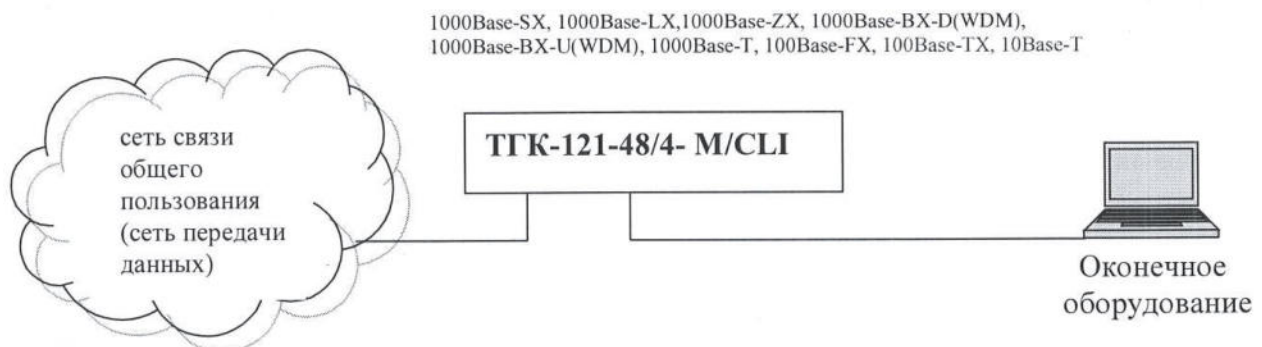 1000Base-SX, 1000Base-LX,1000Base-ZX, 1000Base-BX-D(WDM),
1000Base-BX-U(WDM), 1000Base-T, 100Base-FX, 100Base-TX, 10Base-T
сеть связи
общего
пользования
(сеть передачи
данных)
ТГК-121-48/4- M/CLI
Оконечное
оборудование